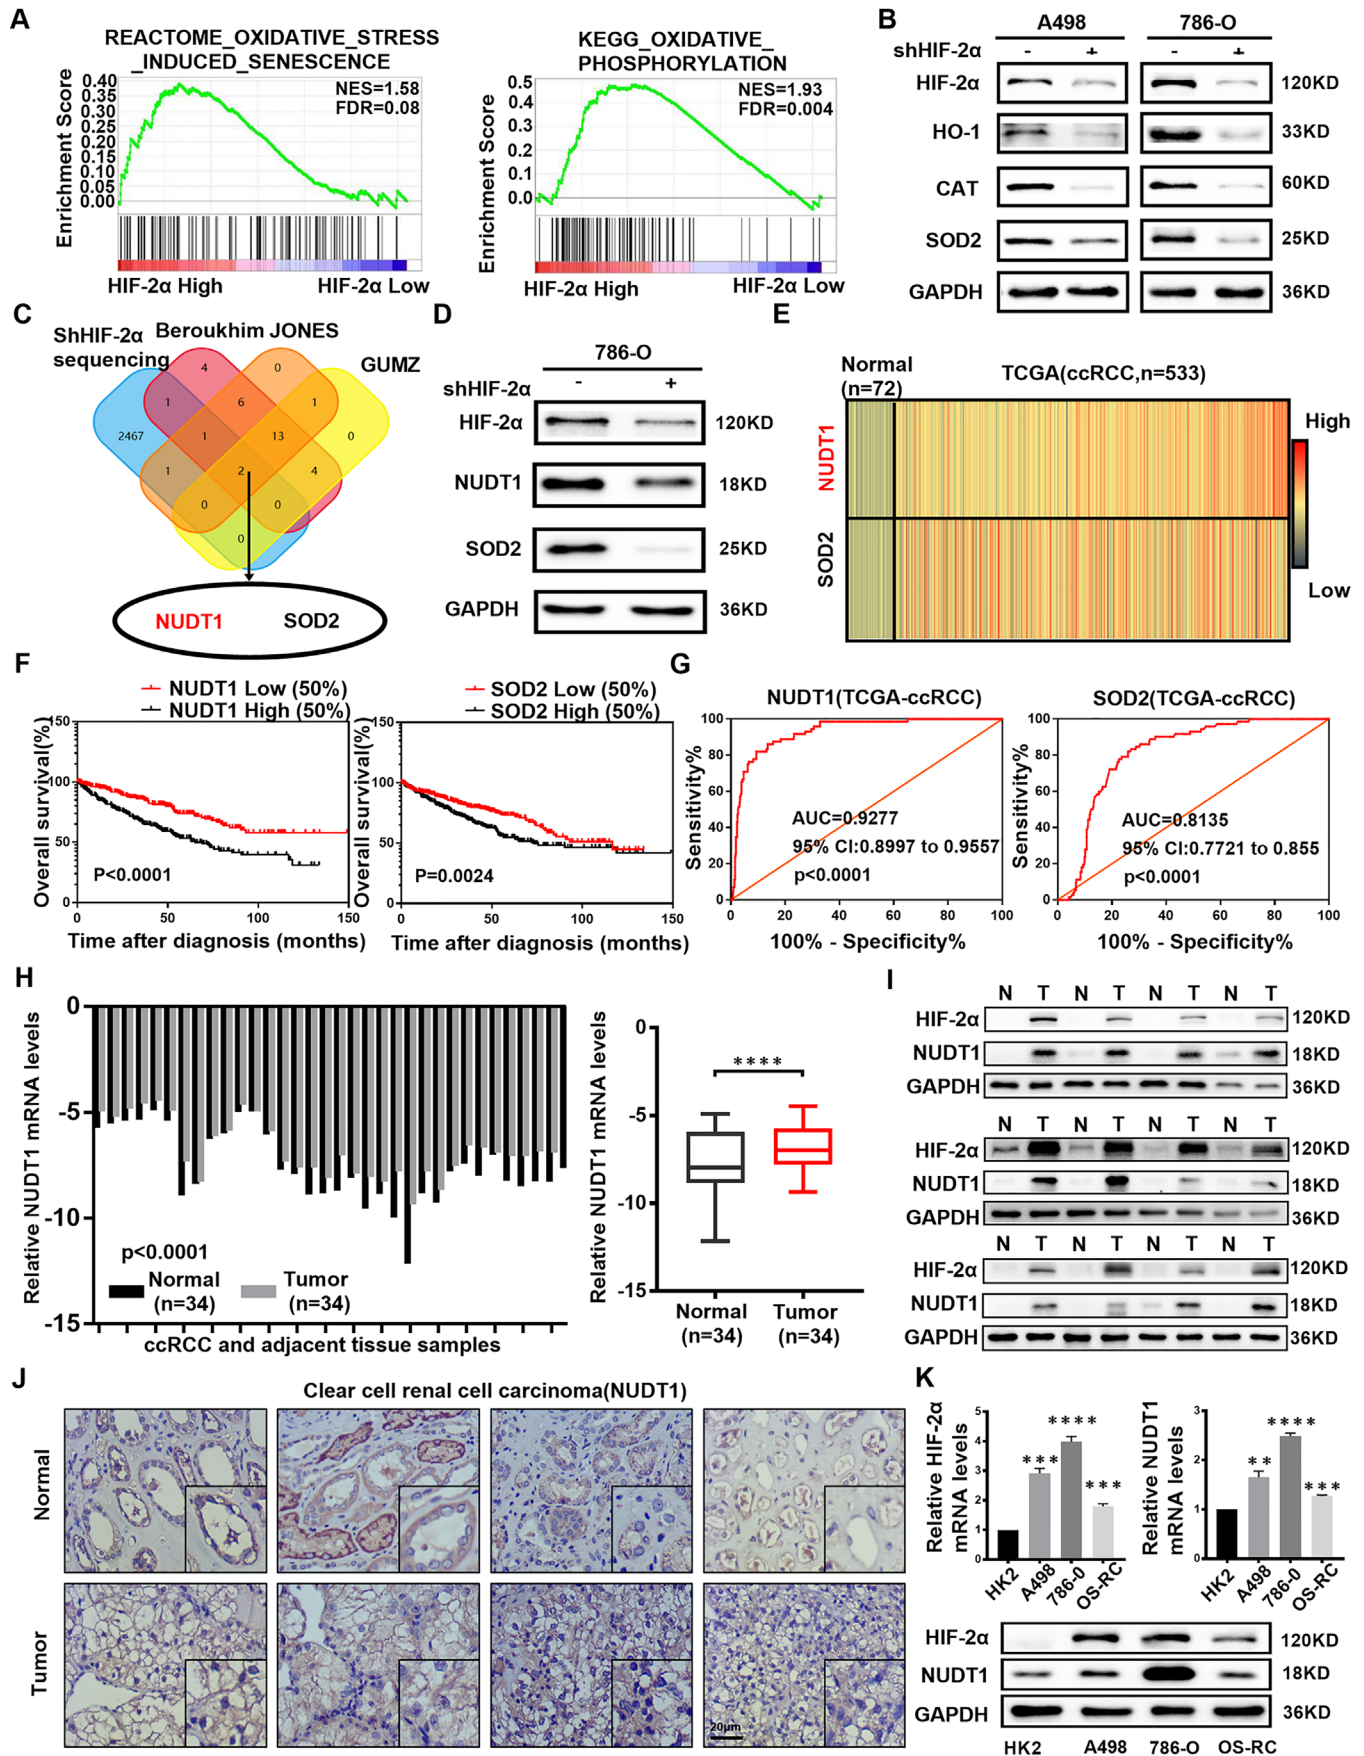 A
REACTOME_OXIDATIVE_STRESS
_INDUCED_SENESCENCE
Enrichment Score
0.40
0.35
0.30
0.25
0.20
0.15
0.10
0.05
0.00
NES=1.58
FDR=0.08
HIF-2α High
HIF-2α Low
KEGG_OXIDATIVE_
PHOSPHORYLATION
Enrichment Score
0.5
0.4
0.3
0.2
0.1
0.0
NES=1.93
FDR=0.004
HIF-2α High
HIF-2α Low
B
A498
786-O
shHIF-2α - + - +
HIF-2α 120KD
HO-1 33KD
CAT 60KD
SOD2 25KD
GAPDH 36KD
C
ShHIF-2α
sequencing
Beroukhim JONES
GUMZ
4 0
1 6 1
2467 1 13 0
1 2 4
0 0
0
NUDT1 SOD2
D
786-O
shHIF-2α - +
HIF-2α 120KD
NUDT1 18KD
SOD2 25KD
GAPDH 36KD
E
Normal
(n=72)
TCGA(ccRCC,n=533)
NUDT1
SOD2
High
Low
F
NUDT1 Low (50%)
NUDT1 High (50%)
Overall survival(%)
150
100
50
0
P<0.0001
0 50 100 150
Time after diagnosis (months)
SOD2 Low (50%)
SOD2 High (50%)
Overall survival(%)
150
100
50
0
P=0.0024
0 50 100 150
Time after diagnosis (months)
G
NUDT1(TCGA-ccRCC)
Sensitivity%
100
80
60
40
20
0
AUC=0.9277
95% CI:0.8997 to 0.9557
p<0.0001
0 20 40 60 80 100
100% - Specificity%
SOD2(TCGA-ccRCC)
Sensitivity%
100
80
60
40
20
0
AUC=0.8135
95% CI:0.7721 to 0.855
p<0.0001
0 20 40 60 80 100
100% - Specificity%
H
Relative NUDT1 mRNA levels
0
-5
-10
-15
p<0.0001
Normal
(n=34)
Tumor
(n=34)
ccRCC and adjacent tissue samples
Relative NUDT1 mRNA levels
0
-5
-10
-15
****
Normal
(n=34)
Tumor
(n=34)
I
N T N T N T N T
HIF-2α 120KD
NUDT1 18KD
GAPDH 36KD
N T N T N T N T
HIF-2α 120KD
NUDT1 18KD
GAPDH 36KD
N T N T N T N T
HIF-2α 120KD
NUDT1 18KD
GAPDH 36KD
J
Clear cell renal cell carcinoma(NUDT1)
Normal
Tumor
20μm
K
Relative HIF-2α
mRNA levels
5
4
3
2
1
0
*** **** ***
HK2 A498 786-0 OS-RC
Relative NUDT1
mRNA levels
3
2
1
0
** **** ***
HK2 A498 786-0 OS-RC
HIF-2α 120KD
NUDT1 18KD
GAPDH 36KD
HK2 A498 786-O OS-RC